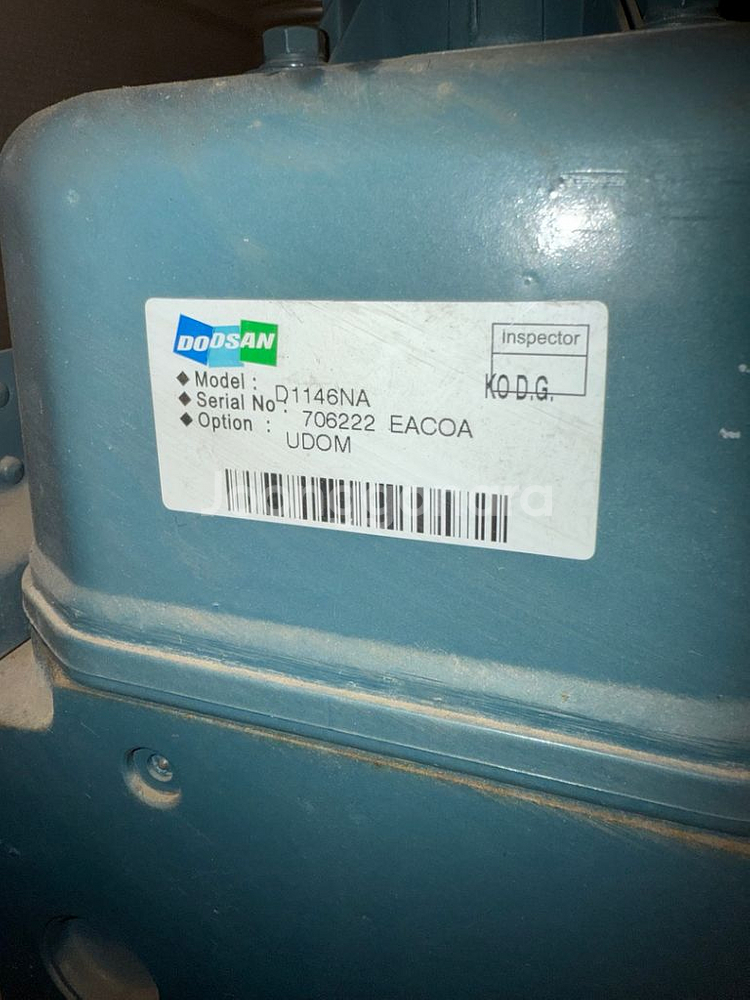 DOOSAN
Inspector
◆ Model : D1146NA
KO D.G.
◆ Serial No : 706222 EACOA
◆ Option : UDOM